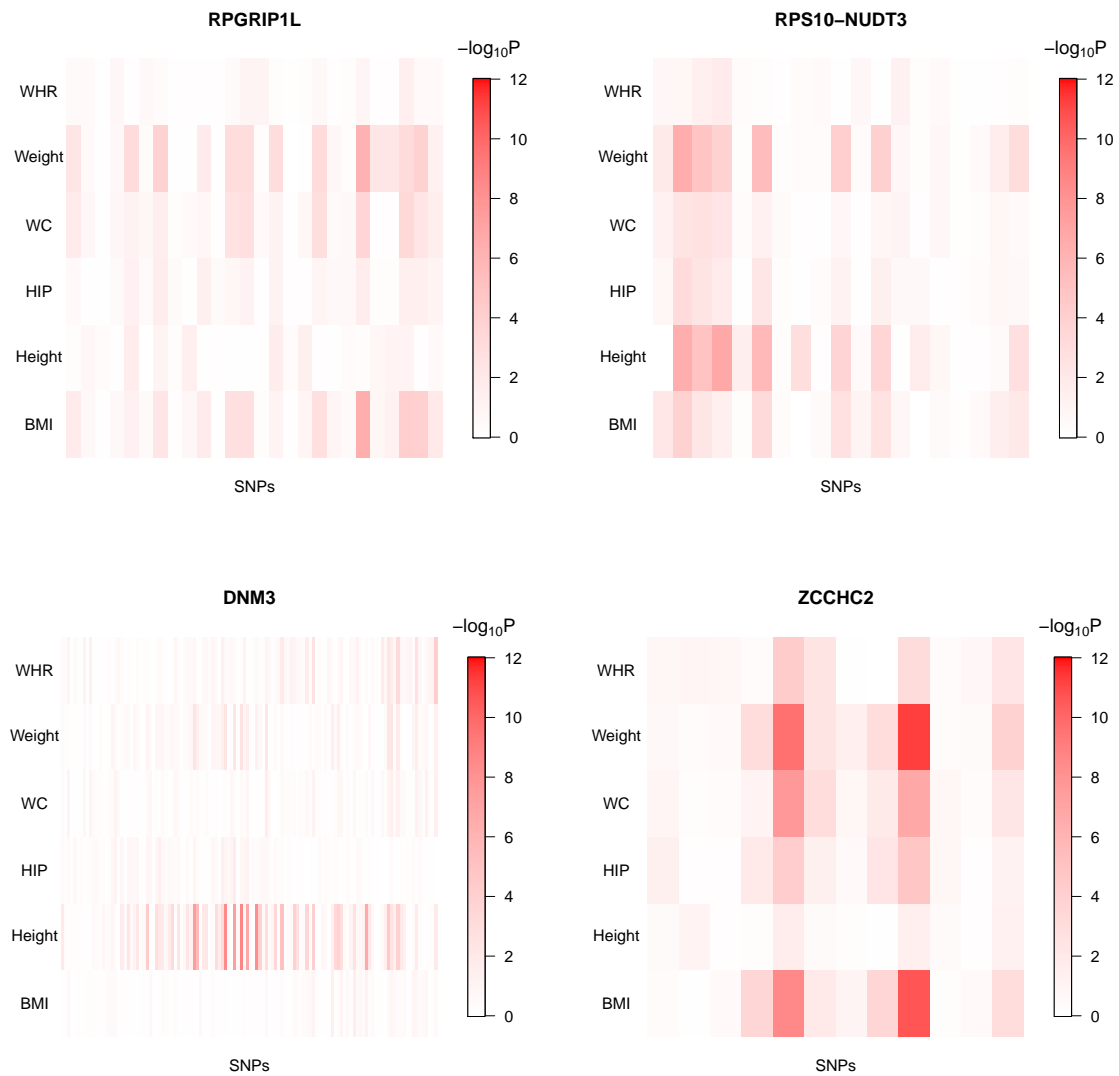 RPGRIP1L
−log10P
WHR
Weight
WC
HIP
Height
BMI
12
10
8
6
4
2
0
SNPs
RPS10−NUDT3
−log10P
WHR
Weight
WC
HIP
Height
BMI
12
10
8
6
4
2
0
SNPs
DNM3
−log10P
WHR
Weight
WC
HIP
Height
BMI
12
10
8
6
4
2
0
SNPs
ZCCHC2
−log10P
WHR
Weight
WC
HIP
Height
BMI
12
10
8
6
4
2
0
SNPs